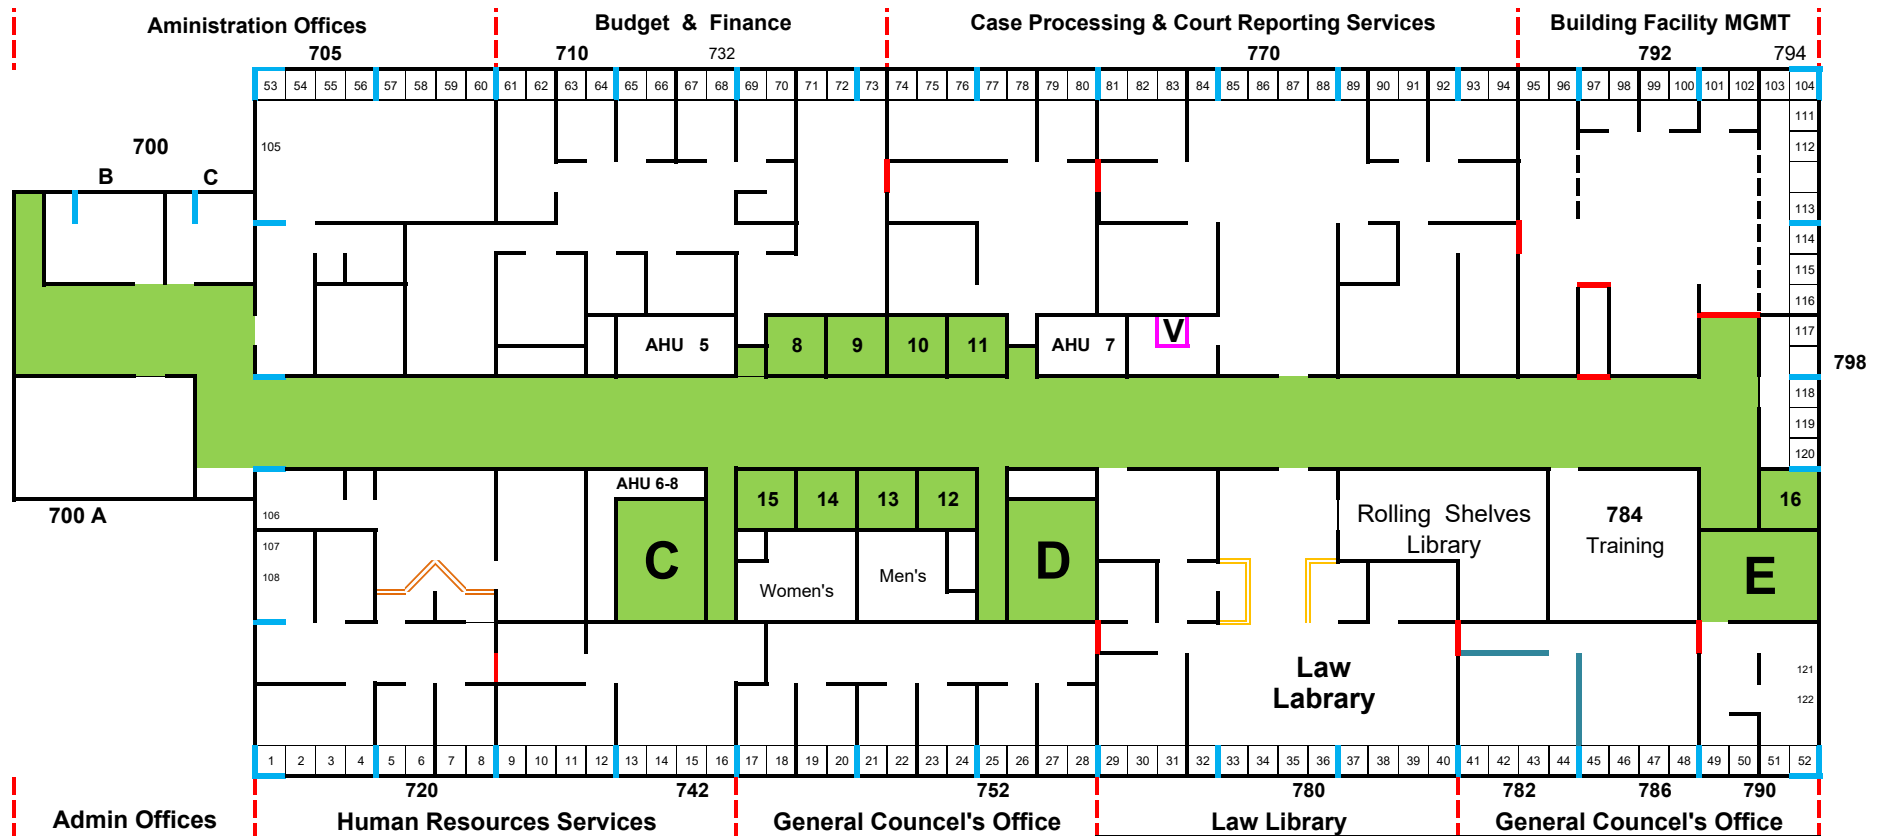 Aministration Offices
Budget & Finance
Case Processing & Court Reporting Services
Building Facility MGMT
705
710
732
770
792
794
53 54 55 56 57 58 59 60 61 62 63 64 65 66 67 68 69 70 71 72 73 74 75 76 77 78 79 80 81 82 83 84 85 86 87 88 89 90 91 92 93 94 95 96 97 98 99 100 101 102 103 104
111
700
105
112
B
C
113
114
115
116
AHU 5
8
9
10
11
AHU 7
V
117
798
118
119
120
AHU 6-8
15
14
13
12
16
700 A
106
Rolling Shelves
Library
784
Training
107
108
C
Women's
Men's
D
E
Law
Labrary
121
122
1 2 3 4 5 6 7 8 9 10 11 12 13 14 15 16 17 18 19 20 21 22 23 24 25 26 27 28 29 30 31 32 33 34 35 36 37 38 39 40 41 42 43 44 45 46 47 48 49 50 51 52
720
742
752
780
782
786
790
Admin Offices
Human Resources Services
General Councel's Office
Law Library
General Councel's Office